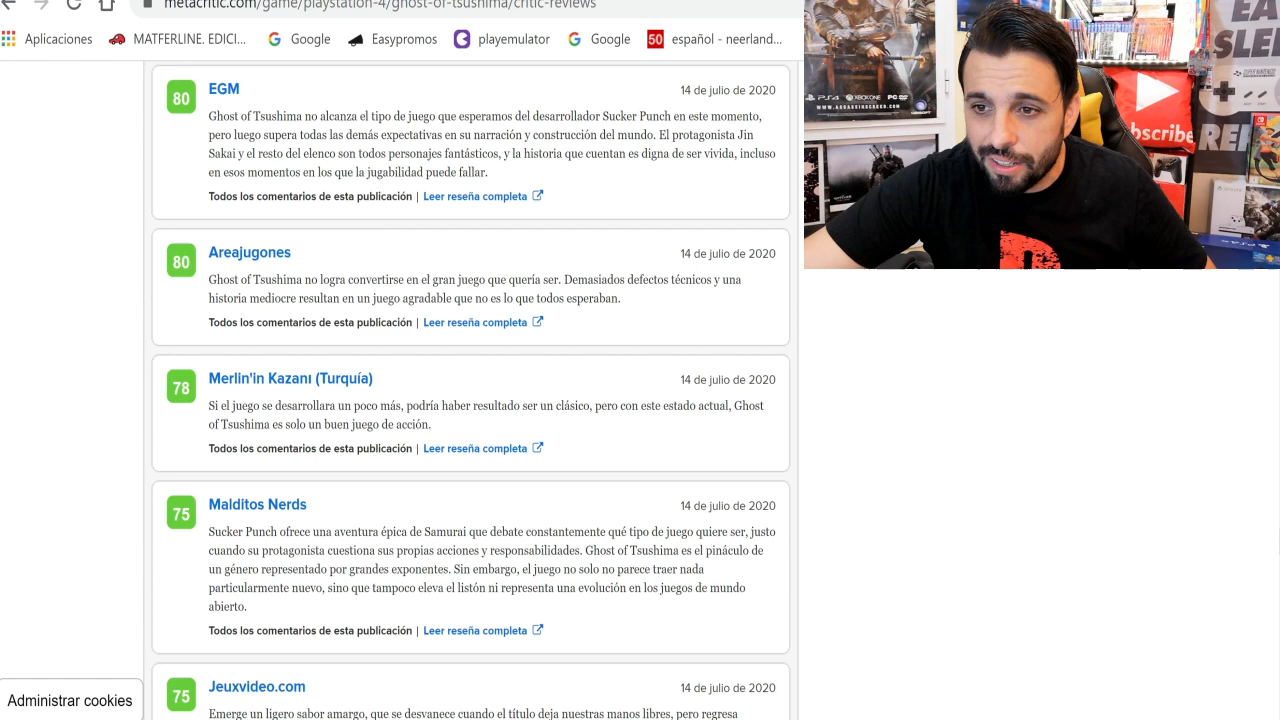 metacritic.com/game/playstation-4/ghost-of-tsushima/critic-reviews
Aplicaciones
MATFERLINE. EDICI...
Google
Easypromos
playemulator
Google
50
español - neerland...
80
EGM
14 de julio de 2020
Ghost of Tsushima no alcanza el tipo de juego que esperamos del desarrollador Sucker Punch en este momento,
pero luego supera todas las demás expectativas en su narración y construcción del mundo. El protagonista Jin
Sakai y el resto del elenco son todos personajes fantásticos, y la historia que cuentan es digna de ser vivida, incluso
en esos momentos en los que la jugabilidad puede fallar.
Todos los comentarios de esta publicación | Leer reseña completa
80
Areajugones
14 de julio de 2020
Ghost of Tsushima no logra convertirse en el gran juego que quería ser. Demasiados defectos técnicos y una
historia mediocre resultan en un juego agradable que no es lo que todos esperaban.
Todos los comentarios de esta publicación | Leer reseña completa
78
Merlin'in Kazanı (Turquía)
14 de julio de 2020
Si el juego se desarrollara un poco más, podría haber resultado ser un clásico, pero con este estado actual, Ghost
of Tsushima es solo un buen juego de acción.
Todos los comentarios de esta publicación | Leer reseña completa
75
Malditos Nerds
14 de julio de 2020
Sucker Punch ofrece una aventura épica de Samurai que debate constantemente qué tipo de juego quiere ser, justo
cuando su protagonista cuestiona sus propias acciones y responsabilidades. Ghost of Tsushima es el pináculo de
un género representado por grandes exponentes. Sin embargo, el juego no solo no parece traer nada
particularmente nuevo, sino que tampoco eleva el listón ni representa una evolución en los juegos de mundo
abierto.
Todos los comentarios de esta publicación | Leer reseña completa
75
Jeuxvideo.com
14 de julio de 2020
Emerge un ligero sabor amargo, que se desvanece cuando el título deja nuestras manos libres, pero regresa
Administrar cookies
PS4 XBOX ONE PC DVD
WWW.ASSASSINSCREED.COM
UBISOFT
bscribe
EA
SLE
SUPER NINTENDO
REP